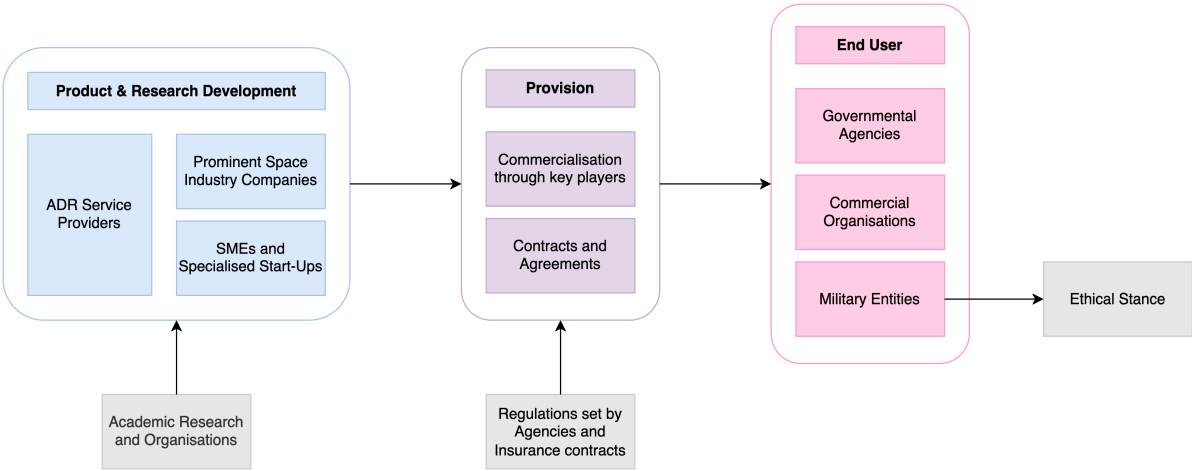 Product & Research Development
ADR Service
Providers
Prominent Space
Industry Companies
SMEs and
Specialised Start-Ups
Academic Research
and Organisations
Provision
Commercialisation
through key players
Contracts and
Agreements
Regulations set by
Agencies and
Insurance contracts
End User
Governmental
Agencies
Commercial
Organisations
Military Entities
Ethical Stance